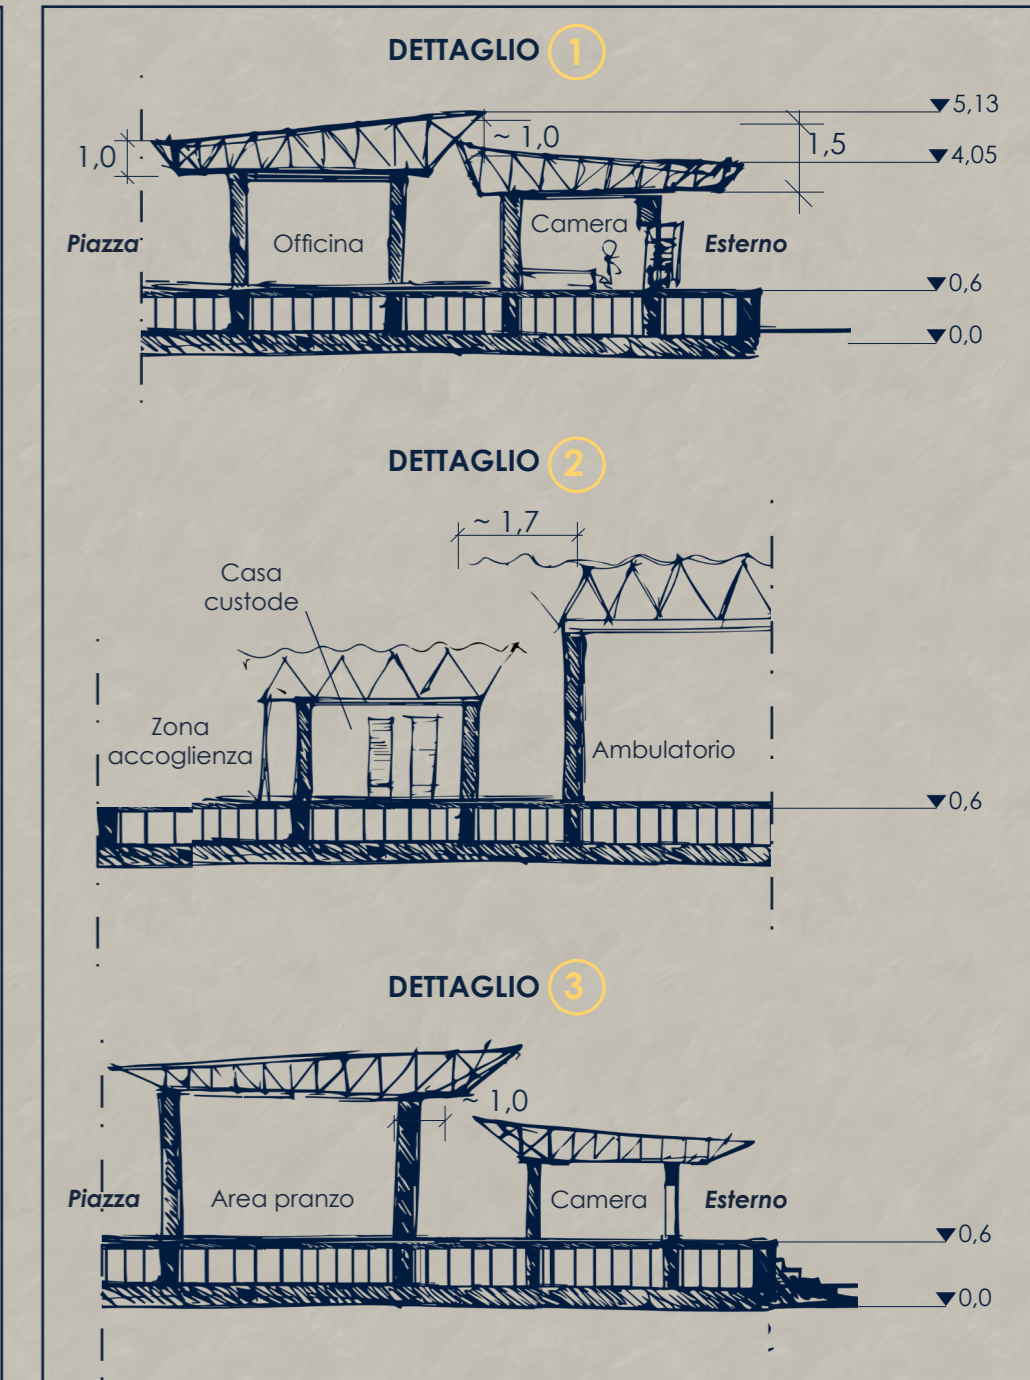 DETTAGLIO 1
5,13
~ 1,0
1,5
1,0
4,05
Camera
Piazza
Officina
Esterno
0,6
0,0
DETTAGLIO 2
~ 1,7
Casa
custode
Zona
accoglienza
Ambulatorio
0,6
DETTAGLIO 3
~ 1,0
Piazza
Area pranzo
Camera
Esterno
0,6
0,0